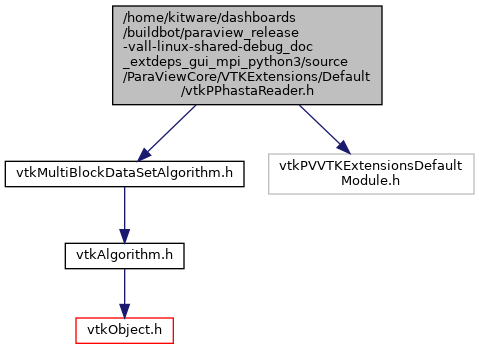 /home/kitware/dashboards
/buildbot/paraview_release
-vall-linux-shared-debug_doc
_extdeps_gui_mpi_python3/source
/ParaViewCore/VTKExtensions/Default
/vtkPPhastaReader.h
vtkMultiBlockDataSetAlgorithm.h
vtkPVVTKExtensionsDefault
Module.h
vtkAlgorithm.h
vtkObject.h